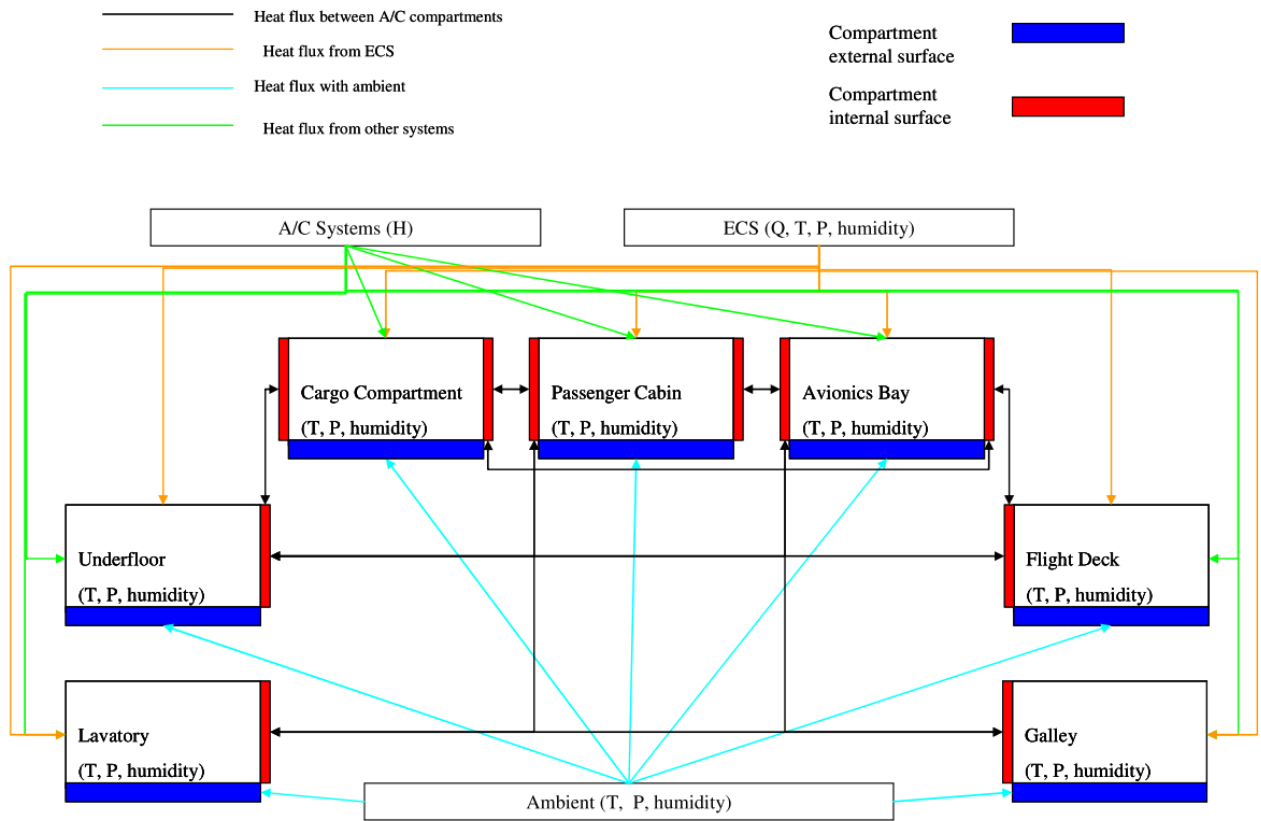 Heat flux between A/C compartments
Heat flux from ECS
Heat flux with ambient
Heat flux from other systems
Compartment
external surface
Compartment
internal surface
A/C Systems (H)
ECS (Q, T, P, humidity)
Cargo Compartment
(T, P, humidity)
Passenger Cabin
(T, P, humidity)
Avionics Bay
(T, P, humidity)
Underfloor
(T, P, humidity)
Flight Deck
(T, P, humidity)
Lavatory
(T, P, humidity)
Galley
(T, P, humidity)
Ambient (T, P, humidity)